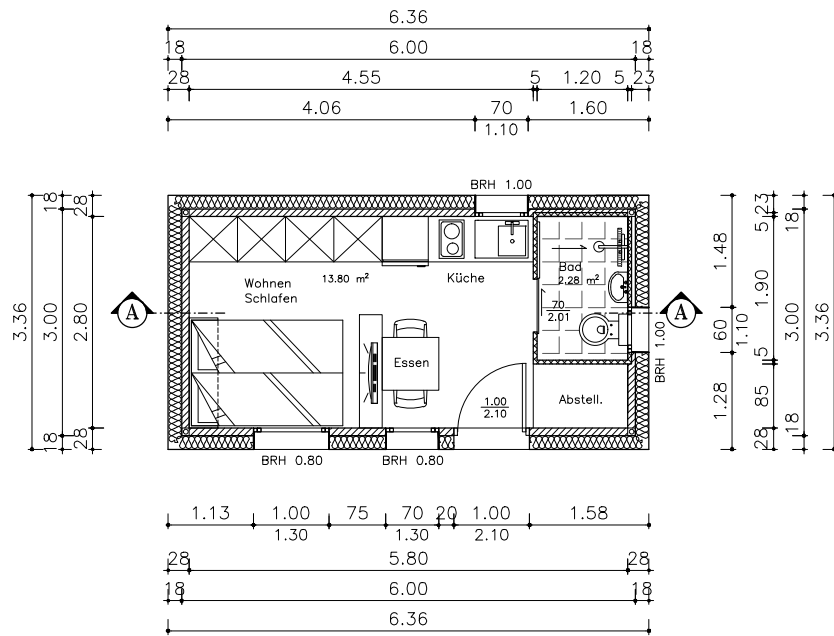 6.36
18 6.00 18
28 4.55 5 1.20 5 23
4.06 70 1.60
1.10
BRH 1.00
3.36
18 3.00 18
28 2.80 28
Wohnen
Schlafen
13.80 m²
Küche
Bad
2.28 m²
70
2.01
Essen
1.00
2.10
Abstell.
A
A
BRH 1.00
BRH 0.80
BRH 0.80
1.48 60 1.28
1.10
23 5 1.90 5 85 28
18 3.00 18
3.36
1.13 1.00 75 70 20 1.00 1.58
1.30 1.30 2.10
28 5.80 28
18 6.00 18
6.36